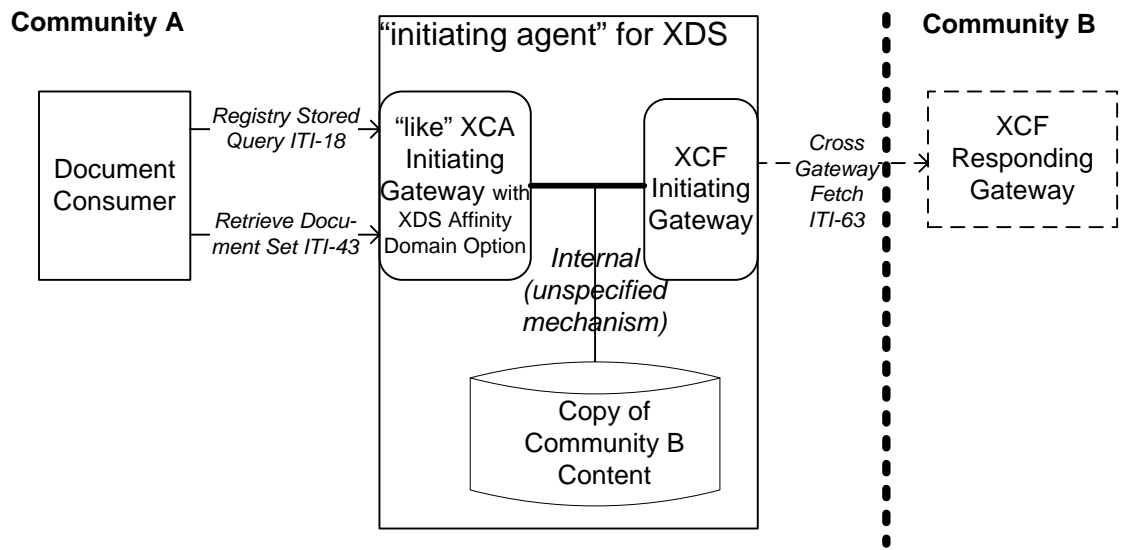 Community A
"initiating agent" for XDS
Community B
Document
Consumer
Registry Stored
Query ITI-18
Retrieve Docu-
ment Set ITI-43
“like” XCA
Initiating
Gateway with
XDS Affinity
Domain Option
XCF
Initiating
Gateway
Cross
Gateway
Fetch
ITI-63
XCF
Responding
Gateway
Internal
(unspecified
mechanism)
Copy of
Community B
Content